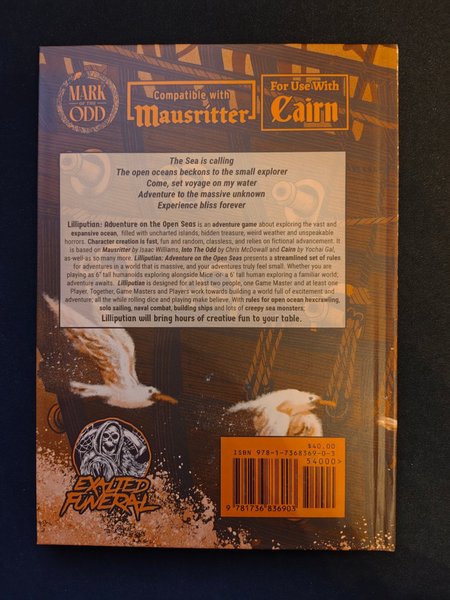 MARK
OF THE
ODD
Compatible with
Mausritter
For Use With
Cairn
The Sea is calling
The open oceans beckons to the small explorer
Come, set voyage on my water
Adventure to the massive unknown
Experience bliss forever
Lilliputian: Adventure on the Open Seas is an adventure game about exploring the vast and
expansive ocean, filled with uncharted islands, hidden treasure, weird weather and unspeakable
horrors. Character creation is fast, fun and random, classless, and relies on fictional advancement. It
is based on Mausritter by Isaac Williams, Into The Odd by Chris McDowall and Cairn by Yochai Gal,
as-well as so many more. Lilliputian: Adventure on the Open Seas presents a streamlined set of rules
for adventures in a world that is massive, and your adventures truly feel small. Whether you are
playing as 6" tall humanoids exploring alongside Mice -or- a 6' tall human exploring a familiar world;
adventure awaits. Lilliputian is designed for at least two people, one Game Master and at least one
Player. Together, Game Masters and Players work towards building a world full of excitement and
adventure; all the while rolling dice and playing make believe. With rules for open ocean hexcrawling,
solo sailing, naval combat, building ships and lots of creepy sea monsters;
Lilliputian will bring hours of creative fun to your table.
EXALTED
FUNERAL
$40.00
ISBN 978-1-7368369-0-3
54000>
9 781736 836903